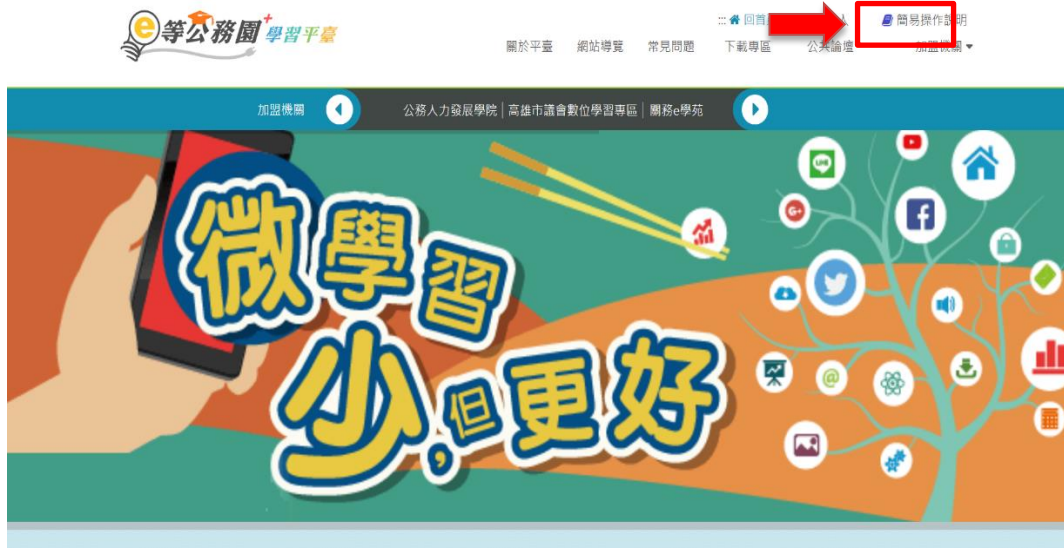 e等公務園+學習平臺
::: 回首 簡易操作說明
關於平臺 網站導覽 常見問題 下載專區 公共論壇 加盟機關
加盟機關 公務人力發展學院 | 高雄市議會數位學習專區 | 關務e學苑
微學習
少,但更好